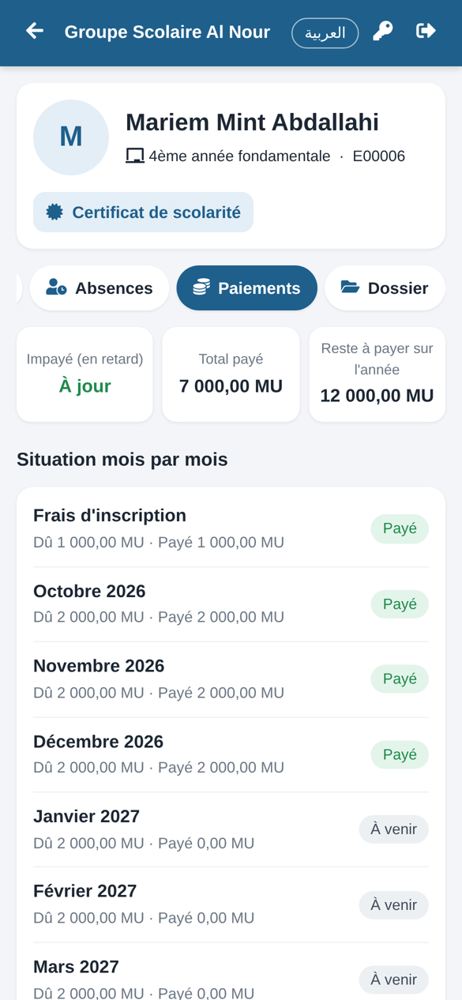 Groupe Scolaire Al Nour
العربية
M
Mariem Mint Abdallahi
4ème année fondamentale · E00006
Certificat de scolarité
Absences
Paiements
Dossier
Impayé (en retard)
À jour
Total payé
7 000,00 MU
Reste à payer sur
l'année
12 000,00 MU
Situation mois par mois
Frais d'inscription
Dû 1 000,00 MU · Payé 1 000,00 MU
Payé
Octobre 2026
Dû 2 000,00 MU · Payé 2 000,00 MU
Payé
Novembre 2026
Dû 2 000,00 MU · Payé 2 000,00 MU
Payé
Décembre 2026
Dû 2 000,00 MU · Payé 2 000,00 MU
Payé
Janvier 2027
Dû 2 000,00 MU · Payé 0,00 MU
À venir
Février 2027
Dû 2 000,00 MU · Payé 0,00 MU
À venir
Mars 2027
Dû 2 000,00 MU · Payé 0,00 MU
À venir